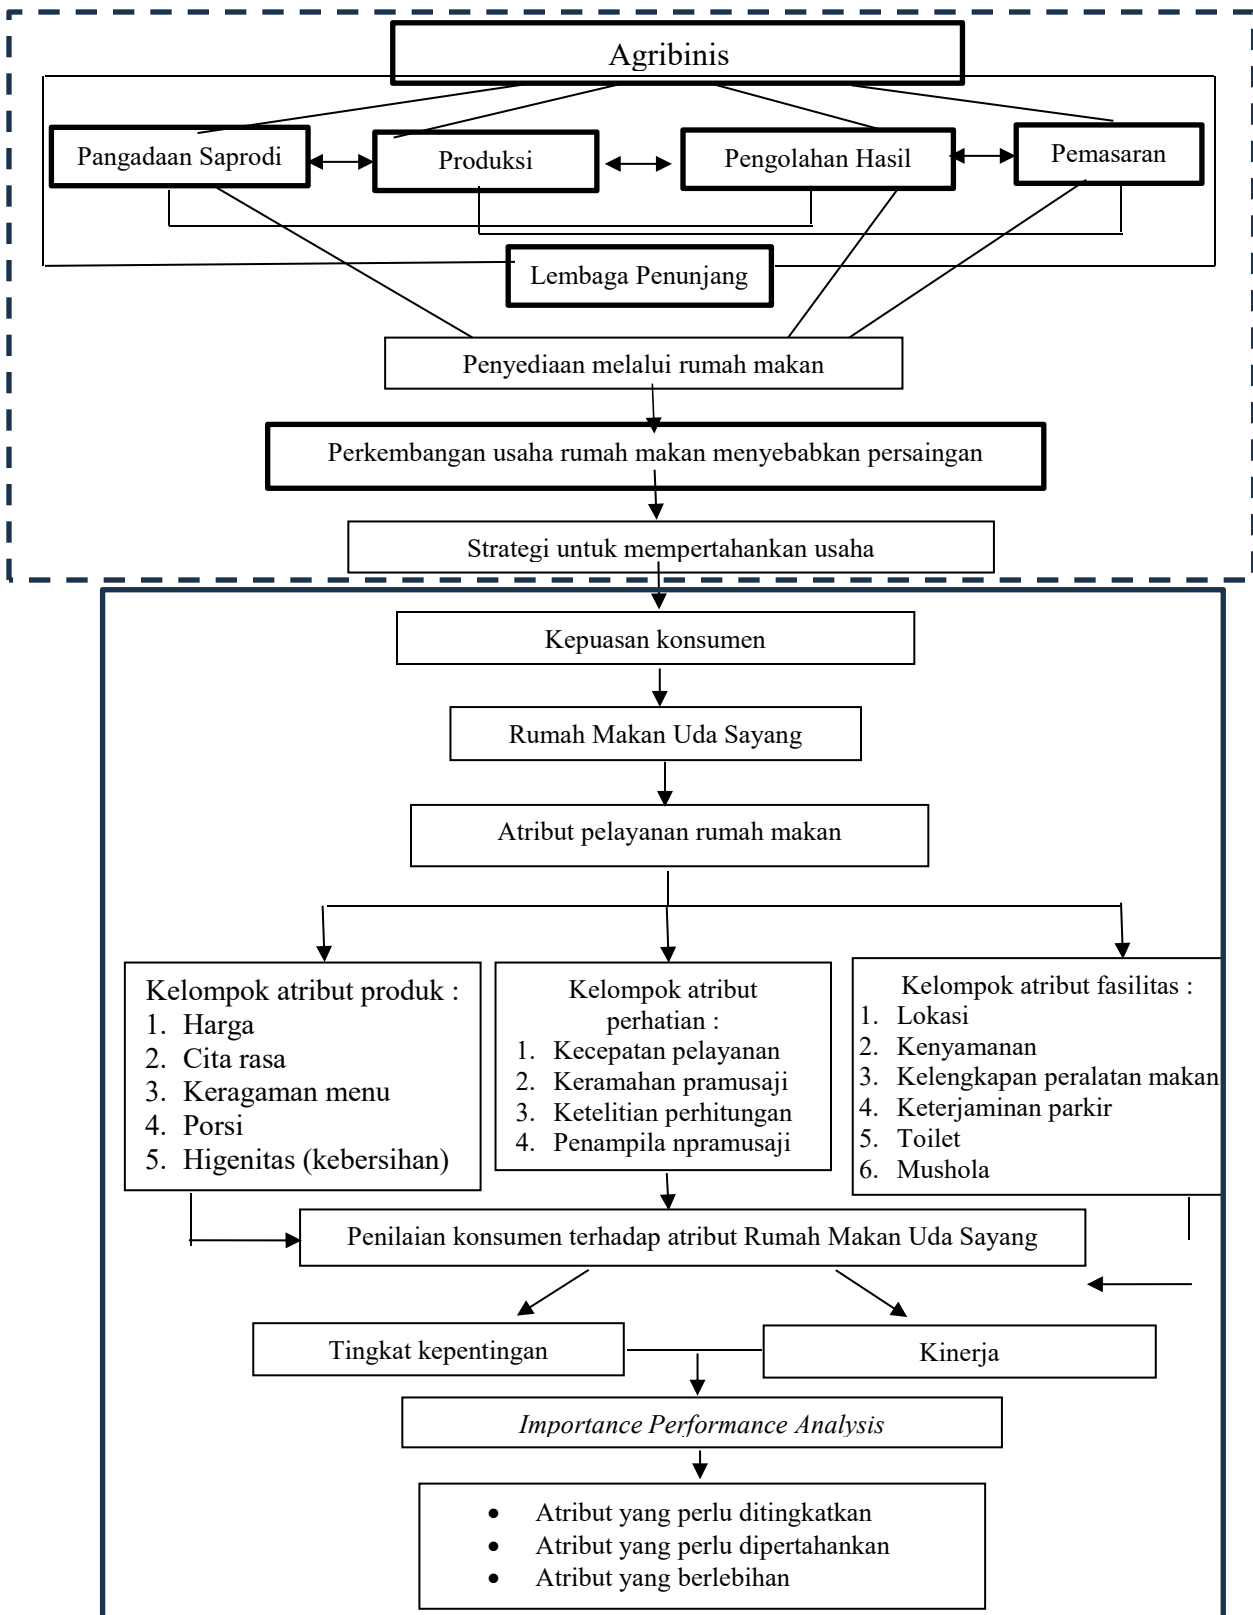 Agribinis
Pangadaan Saprodi
Produksi
Pengolahan Hasil
Pemasaran
Lembaga Penunjang
Penyediaan melalui rumah makan
Perkembangan usaha rumah makan menyebabkan persaingan
Strategi untuk mempertahankan usaha
Kepuasan konsumen
Rumah Makan Uda Sayang
Atribut pelayanan rumah makan
Kelompok atribut produk :
1. Harga
2. Cita rasa
3. Keragaman menu
4. Porsi
5. Higenitas (kebersihan)
Kelompok atribut
perhatian :
1. Kecepatan pelayanan
2. Keramahan pramusaji
3. Ketelitian perhitungan
4. Penampila npramusaji
Kelompok atribut fasilitas :
1. Lokasi
2. Kenyamanan
3. Kelengkapan peralatan makan
4. Keterjaminan parkir
5. Toilet
6. Mushola
Penilaian konsumen terhadap atribut Rumah Makan Uda Sayang
Tingkat kepentingan
Kinerja
Importance Performance Analysis
• Atribut yang perlu ditingkatkan
• Atribut yang perlu dipertahankan
• Atribut yang berlebihan